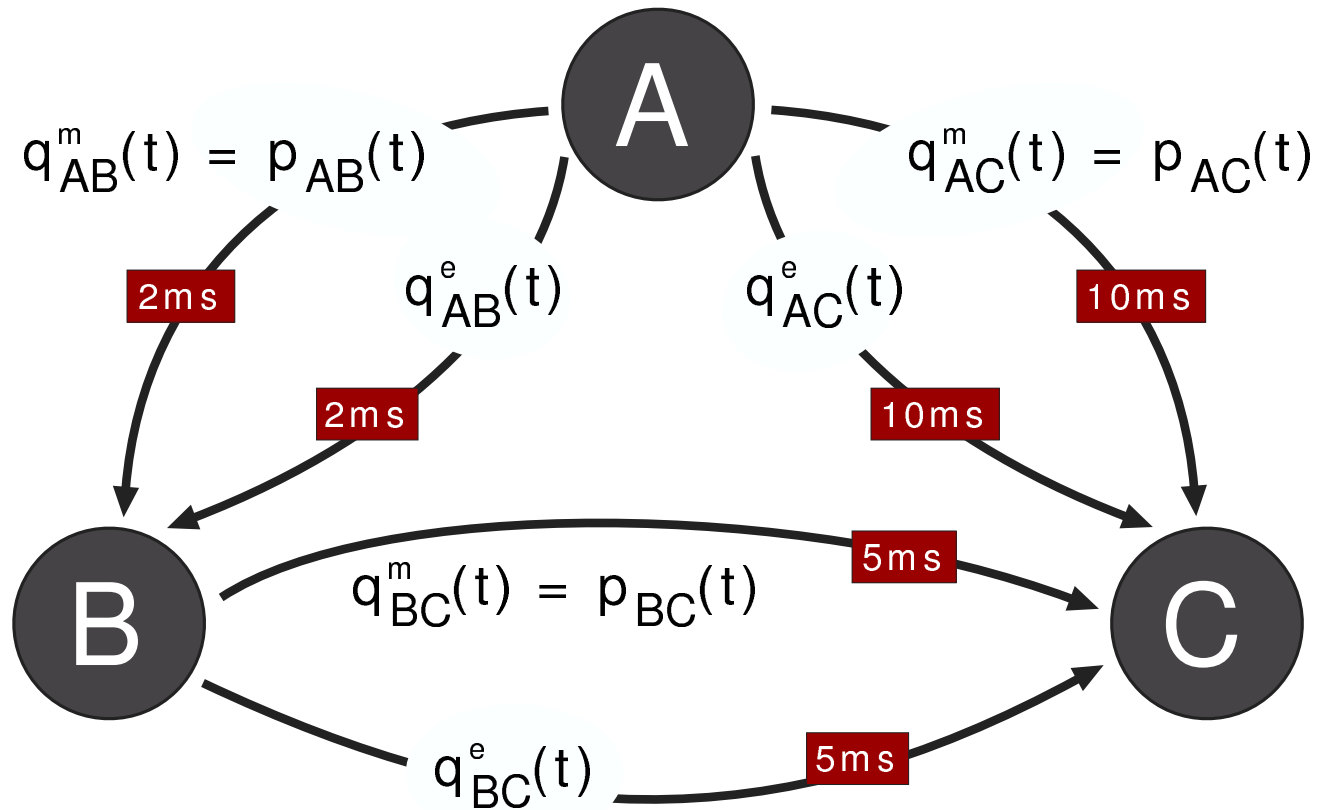 A
q^m_AB(t) = p_AB(t)
q^m_AC(t) = p_AC(t)
q^e_AB(t)
q^e_AC(t)
2ms
10ms
2ms
10ms
5ms
q^m_BC(t) = p_BC(t)
B
C
q^e_BC(t)
5ms